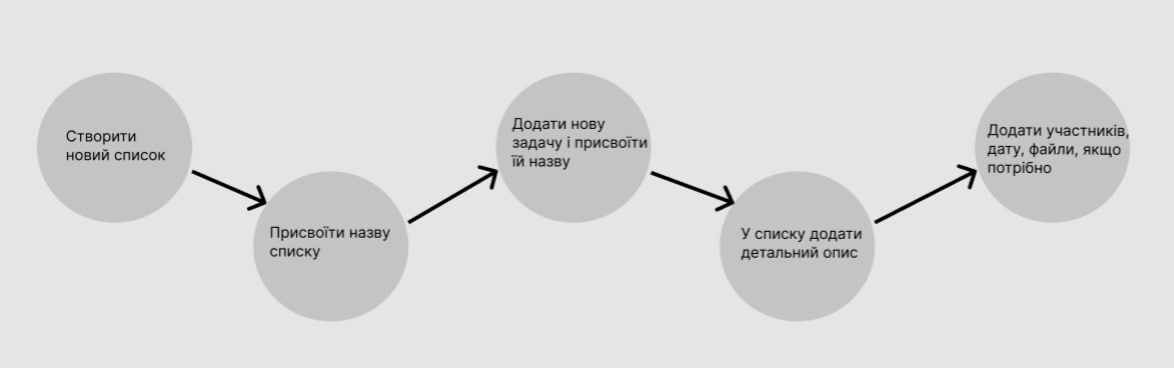 Створити
новий список
Присвоїти назву
списку
Додати нову
задачу і присвоїти
їй назву
У списку додати
детальний опис
Додати участників,
дату, файли, якщо
потрібно